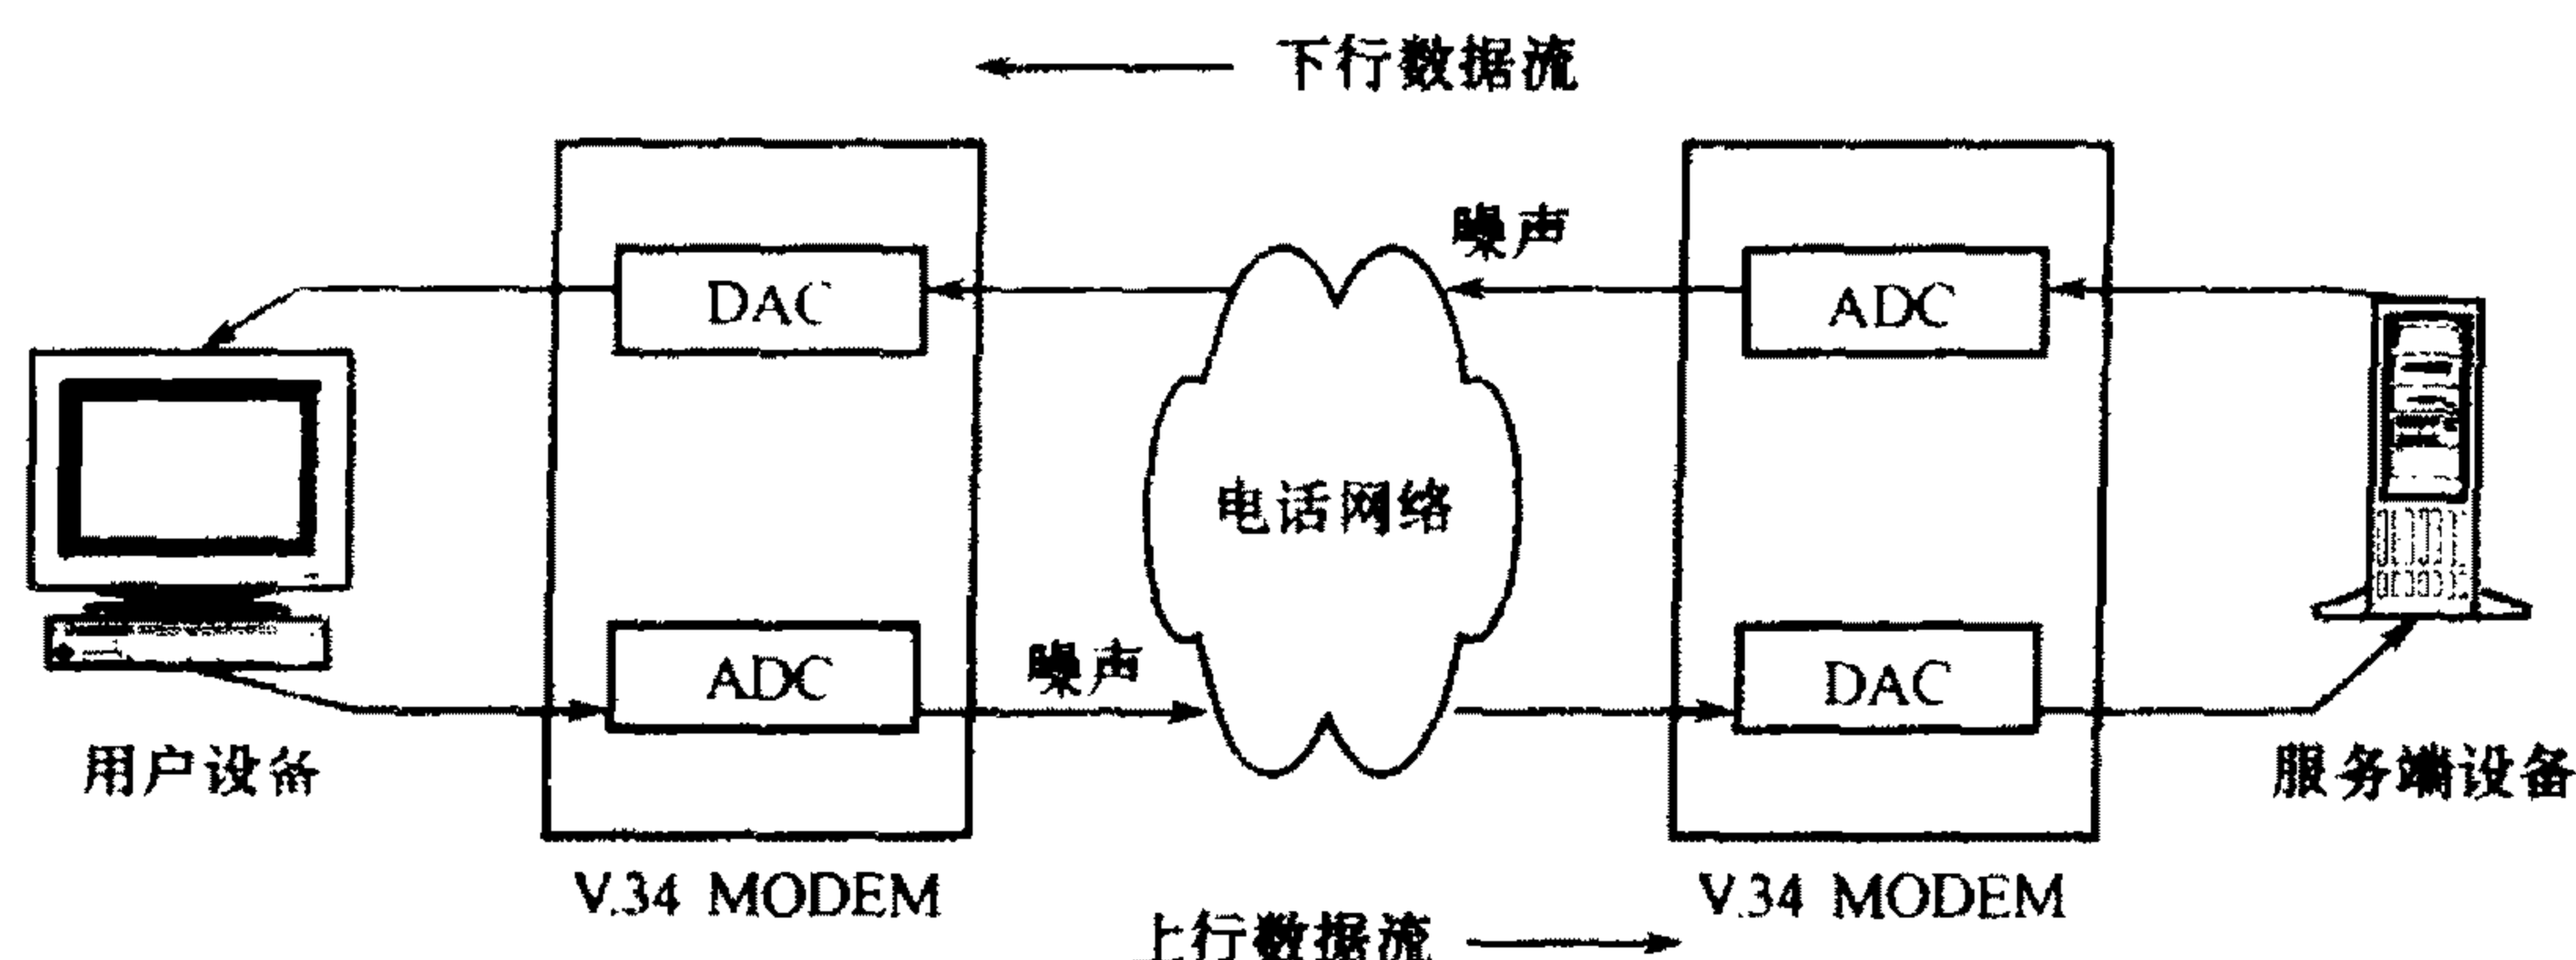 下行数据流
噪声
DAC
ADC
电话网络
噪声
ADC
DAC
用户设备
服务端设备
V.34 MODEM
V.34 MODEM
上行数据流